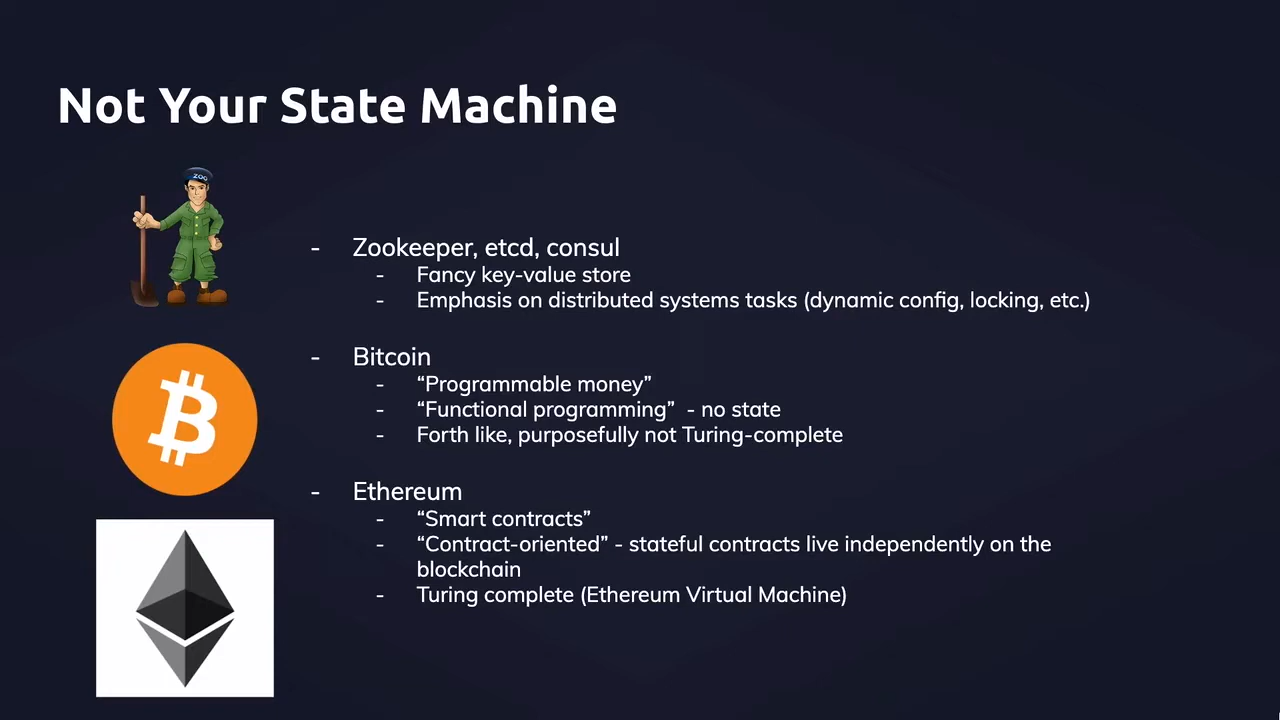 Not Your State Machine
ZOO
- Zookeeper, etcd, consul
- Fancy key-value store
- Emphasis on distributed systems tasks (dynamic config, locking, etc.)
- Bitcoin
- “Programmable money”
- “Functional programming”  - no state
- Forth like, purposefully not Turing-complete
- Ethereum
- “Smart contracts”
- “Contract-oriented” - stateful contracts live independently on the
blockchain
- Turing complete (Ethereum Virtual Machine)